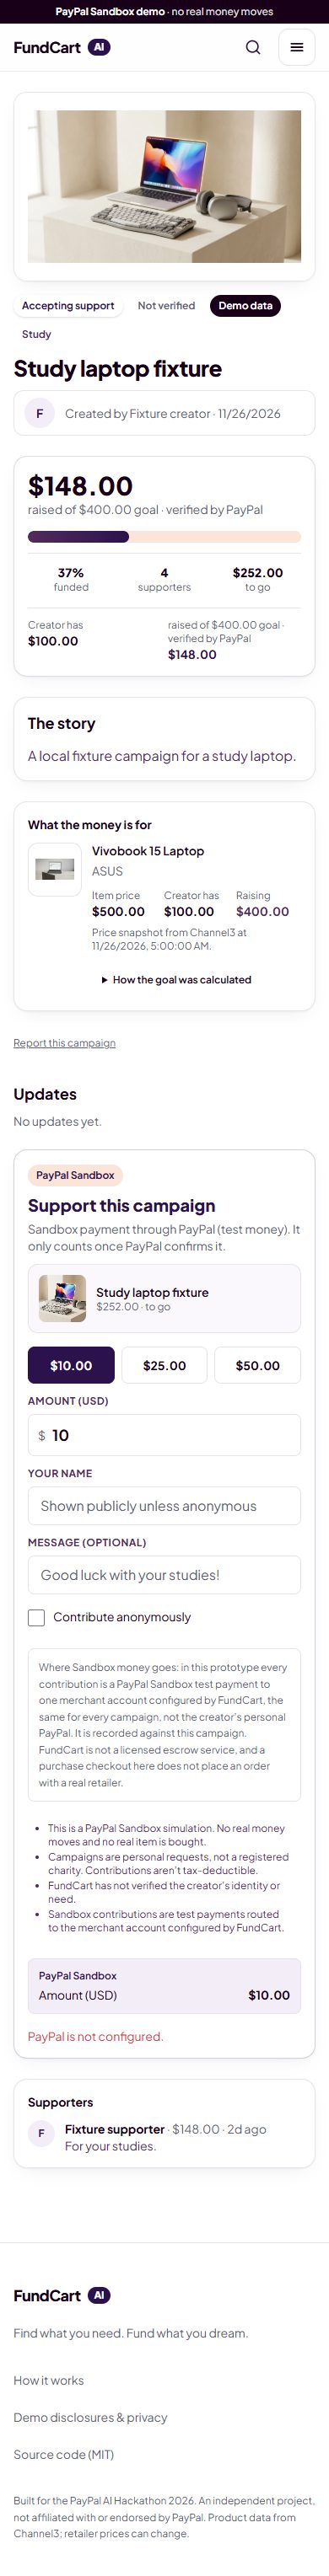 PayPal Sandbox demo · no real money moves
FundCart AI
Accepting support Not verified Demo data
Study
Study laptop fixture
F Created by Fixture creator · 11/26/2026
$148.00
raised of $400.00 goal · verified by PayPal
37% 4 $252.00
funded supporters to go
Creator has raised of $400.00 goal ·
$100.00 verified by PayPal
$148.00
The story
A local fixture campaign for a study laptop.
What the money is for
Vivobook 15 Laptop
ASUS
Item price Creator has Raising
$500.00 $100.00 $400.00
Price snapshot from Channel3 at
11/26/2026, 5:00:00 AM.
▶ How the goal was calculated
Report this campaign
Updates
No updates yet.
PayPal Sandbox
Support this campaign
Sandbox payment through PayPal (test money). It
only counts once PayPal confirms it.
Study laptop fixture
$252.00 · to go
$10.00 $25.00 $50.00
AMOUNT (USD)
$ 10
YOUR NAME
Shown publicly unless anonymous
MESSAGE (OPTIONAL)
Good luck with your studies!
Contribute anonymously
Where Sandbox money goes: in this prototype every
contribution is a PayPal Sandbox test payment to
one merchant account configured by FundCart, the
same for every campaign, not the creator's personal
PayPal. It is recorded against this campaign.
FundCart is not a licensed escrow service, and a
purchase checkout here does not place an order
with a real retailer.
• This is a PayPal Sandbox simulation. No real money
moves and no real item is bought.
• Campaigns are personal requests, not a registered
charity. Contributions aren't tax-deductible.
• FundCart has not verified the creator's identity or
need.
• Sandbox contributions are test payments routed
to the merchant account configured by FundCart.
PayPal Sandbox
Amount (USD) $10.00
PayPal is not configured.
Supporters
F Fixture supporter · $148.00 · 2d ago
For your studies.
FundCart AI
Find what you need. Fund what you dream.
How it works
Demo disclosures & privacy
Source code (MIT)
Built for the PayPal AI Hackathon 2026. An independent project,
not affiliated with or endorsed by PayPal. Product data from
Channel3; retailer prices can change.